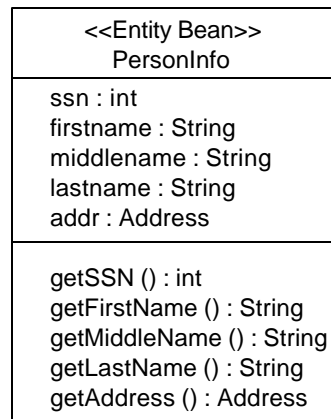 <<Entity Bean>>
PersonInfo
ssn : int
firstname : String
middlename : String
lastname : String
addr : Address
getSSN () : int
getFirstName () : String
getMiddleName () : String
getLastName () : String
getAddress () : Address